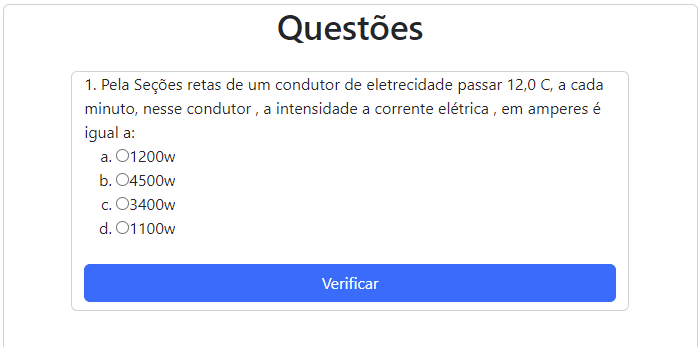 Questões
1. Pela Seções retas de um condutor de eletrecidade passar 12,0 C, a cada
minuto, nesse condutor , a intensidade a corrente elétrica , em amperes é
igual a:
a. 1200w
b. 4500w
c. 3400w
d. 1100w
Verificar